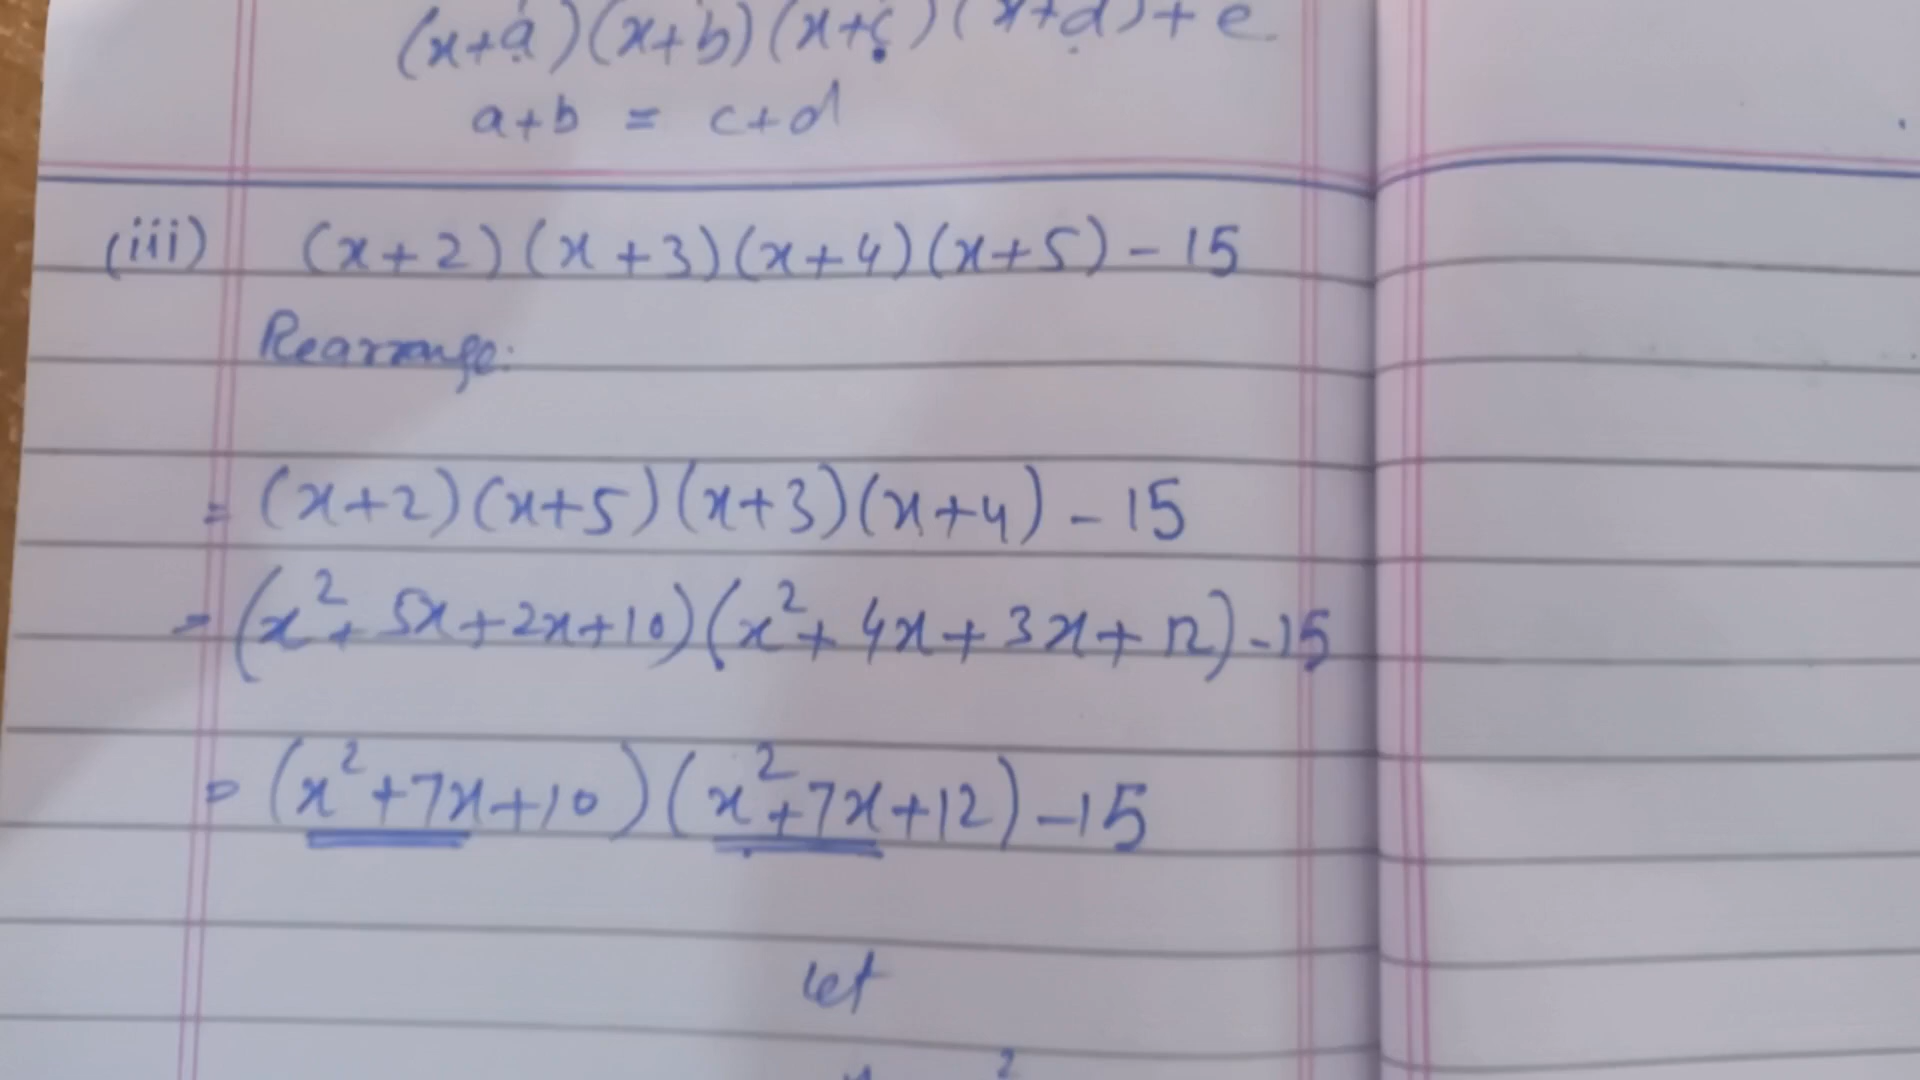 (x+a)(x+b)(x+c)(x+d)+e
a+b = c+d
(iii) (x+2)(x+3)(x+4)(x+5)-15
Rearrange:
= (x+2)(x+5)(x+3)(x+4)-15
= (x²+5x+2x+10)(x²+4x+3x+12)-15
= (x²+7x+10)(x²+7x+12)-15
let